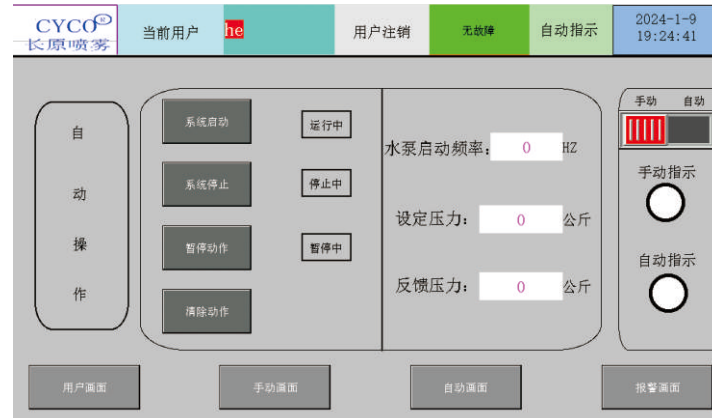 CYCO®
长原喷雾
当前用户
he
用户注销
无故障
自动指示
2024-1-9
19:24:41
自动操作
系统启动
运行中
系统停止
停止中
暂停动作
暂停中
清除动作
水泵启动频率: 0 HZ
设定压力: 0 公斤
反馈压力: 0 公斤
手动 自动
手动指示
自动指示
用户画面
手动画面
自动画面
报警画面